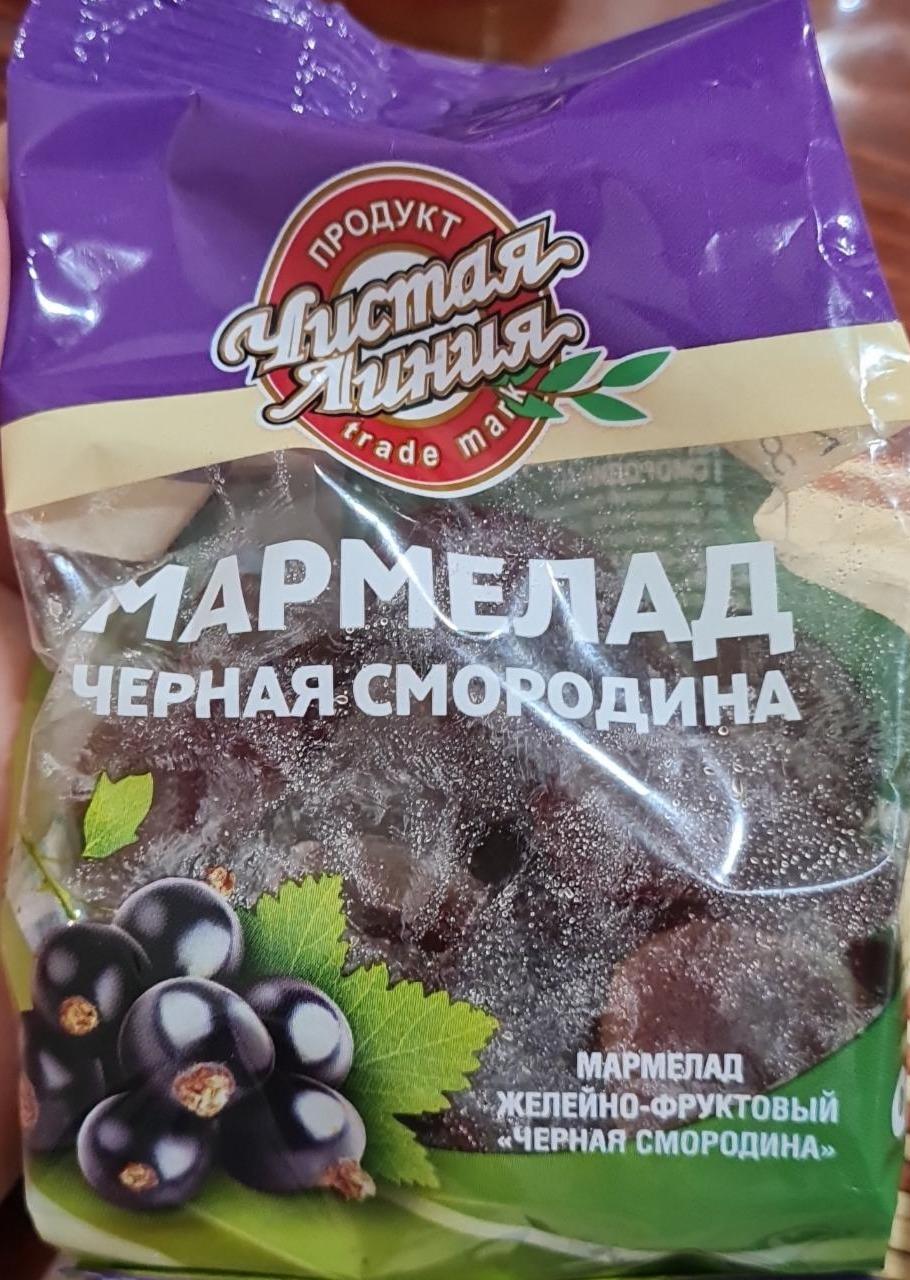 ПРОДУКТ
Чистая
Линия
trade mark
МАРМЕЛАД
ЧЕРНАЯ СМОРОДИНА
МАРМЕЛАД
ЖЕЛЕЙНО-ФРУКТОВЫЙ
«ЧЕРНАЯ СМОРОДИНА»